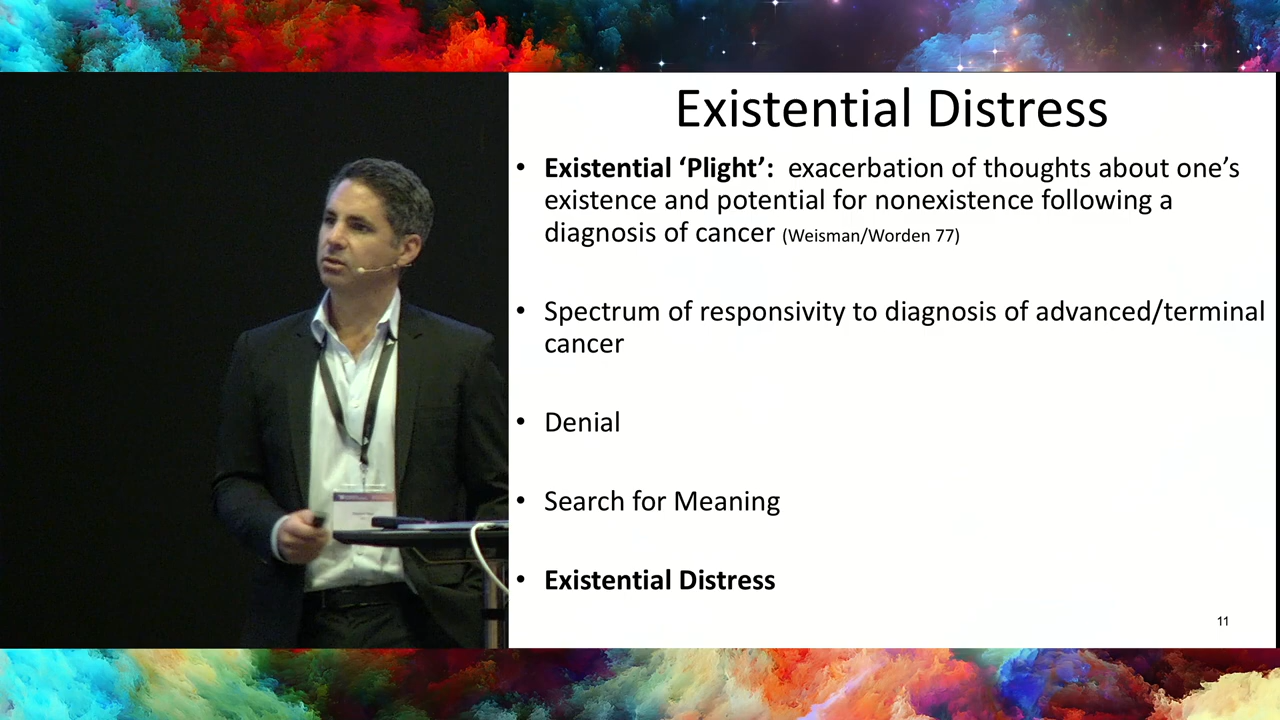 Existential Distress
• Existential ‘Plight’: exacerbation of thoughts about one’s
existence and potential for nonexistence following a
diagnosis of cancer (Weisman/Worden 77)
• Spectrum of responsivity to diagnosis of advanced/terminal
cancer
• Denial
• Search for Meaning
• Existential Distress
11